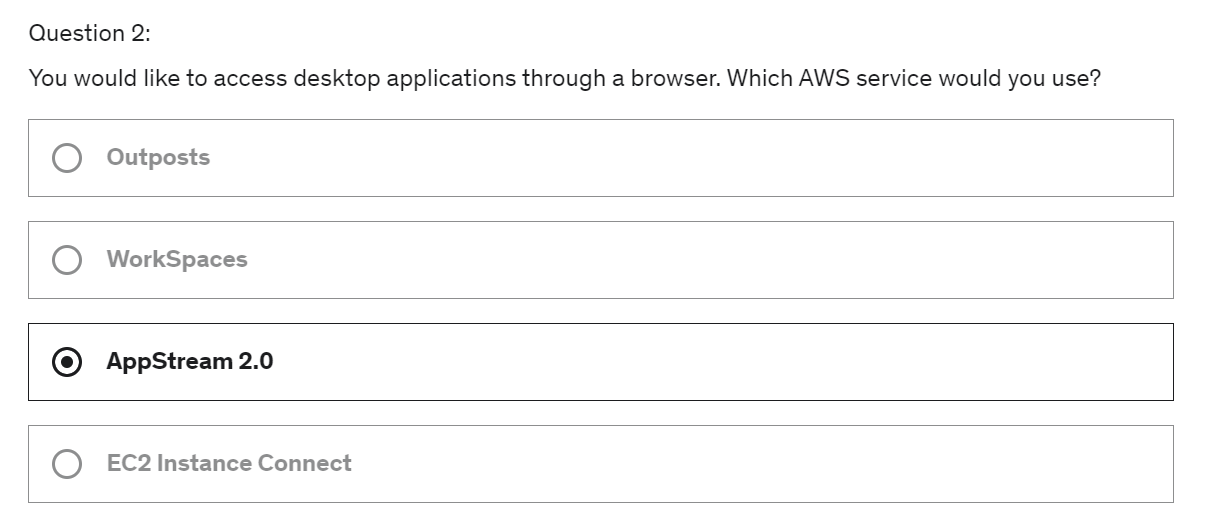 Question 2:
You would like to access desktop applications through a browser. Which AWS service would you use?
Outposts
WorkSpaces
AppStream 2.0
EC2 Instance Connect